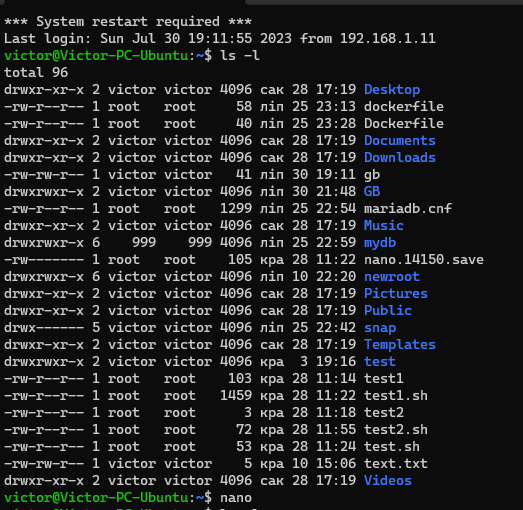 *** System restart required ***
Last login: Sun Jul 30 19:11:55 2023 from 192.168.1.11
victor@Victor-PC-Ubuntu:~$ ls -l
total 96
drwxr-xr-x 2 victor victor 4096 сак 28 17:19 Desktop
-rw-r--r-- 1 root   root     58 ліп 25 23:13 dockerfile
-rw-r--r-- 1 root   root     40 ліп 25 23:28 Dockerfile
drwxr-xr-x 2 victor victor 4096 сак 28 17:19 Documents
drwxr-xr-x 2 victor victor 4096 сак 28 17:19 Downloads
-rw-rw-r-- 1 victor victor   41 ліп 30 19:11 gb
drwxrwxr-x 2 victor victor 4096 ліп 30 21:48 GB
-rw-r--r-- 1 root   root   1299 ліп 25 22:54 mariadb.cnf
drwxr-xr-x 2 victor victor 4096 сак 28 17:19 Music
drwxrwxr-x 6    999    999 4096 ліп 25 22:59 mydb
-rw------- 1 root   root    105 кра 28 11:22 nano.14150.save
drwxrwxr-x 6 victor victor 4096 ліп 10 22:20 newroot
drwxr-xr-x 2 victor victor 4096 сак 28 17:19 Pictures
drwxr-xr-x 2 victor victor 4096 сак 28 17:19 Public
drwx------ 5 victor victor 4096 ліп 25 22:42 snap
drwxr-xr-x 2 victor victor 4096 сак 28 17:19 Templates
drwxrwxr-x 2 victor victor 4096 кра  3 19:16 test
-rw-r--r-- 1 root   root    103 кра 28 11:14 test1
-rw-r--r-- 1 root   root   1459 кра 28 11:22 test1.sh
-rw-r--r-- 1 root   root      3 кра 28 11:18 test2
-rw-r--r-- 1 root   root     72 кра 28 11:55 test2.sh
-rw-r--r-- 1 root   root     53 кра 28 11:24 test.sh
-rw-rw-r-- 1 victor victor    5 кра 10 15:06 text.txt
drwxr-xr-x 2 victor victor 4096 сак 28 17:19 Videos
victor@Victor-PC-Ubuntu:~$ nano